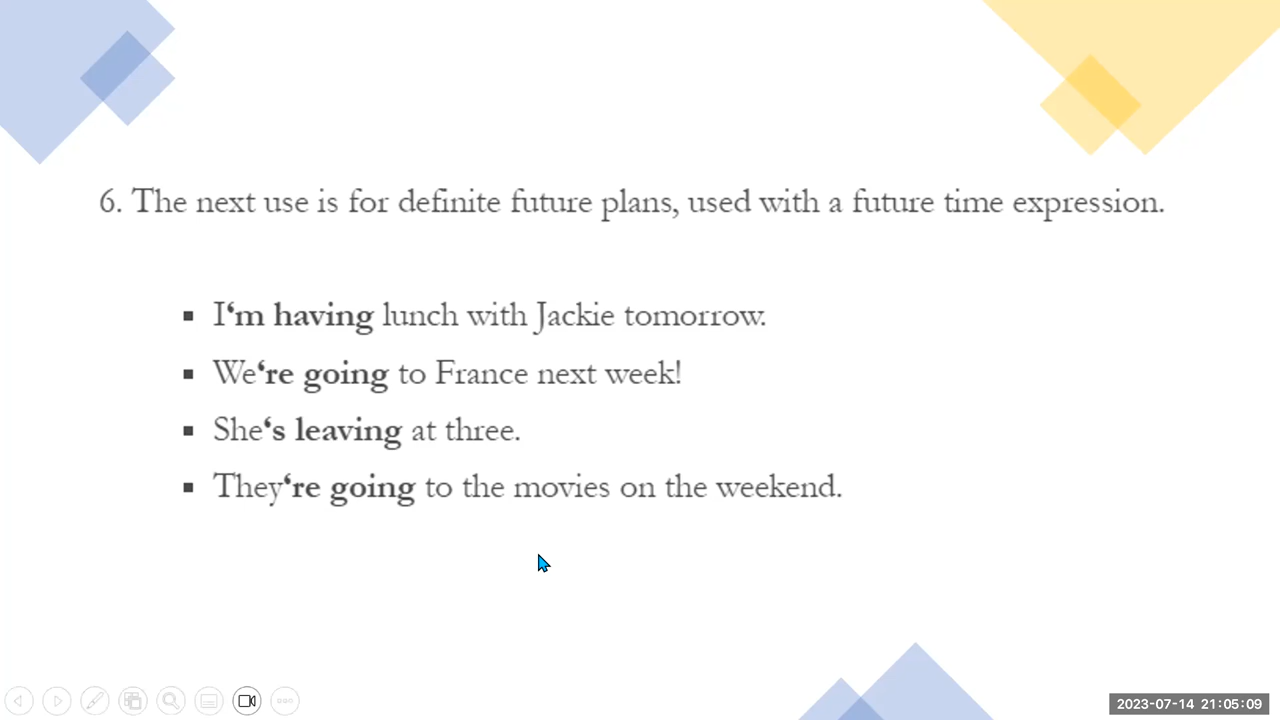 6. The next use is for definite future plans, used with a future time expression.
▪ I‘m having lunch with Jackie tomorrow.
▪ We‘re going to France next week!
▪ She‘s leaving at three.
▪ They‘re going to the movies on the weekend.
2023-07-14 21:05:09